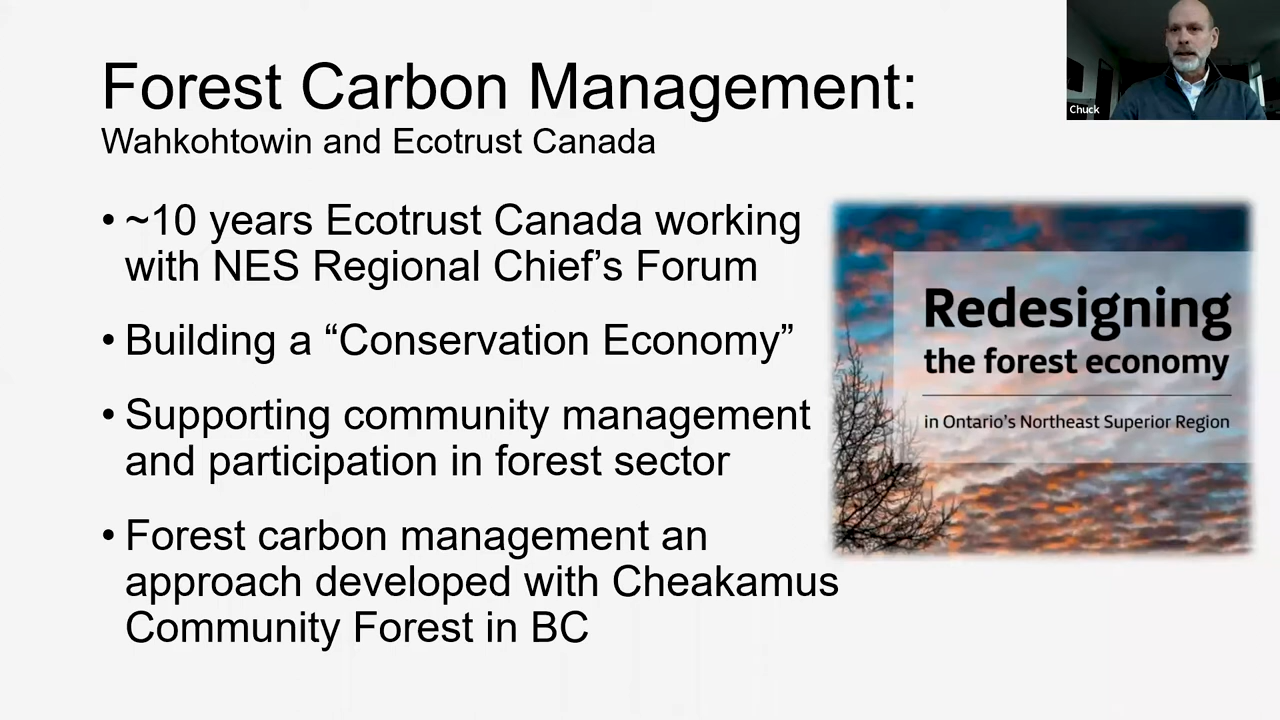 Forest Carbon Management:
Wahkohtowin and Ecotrust Canada
• ~10 years Ecotrust Canada working
with NES Regional Chief’s Forum
• Building a “Conservation Economy”
• Supporting community management
and participation in forest sector
• Forest carbon management an
approach developed with Cheakamus
Community Forest in BC
Redesigning
the forest economy
in Ontario’s Northeast Superior Region
Chuck